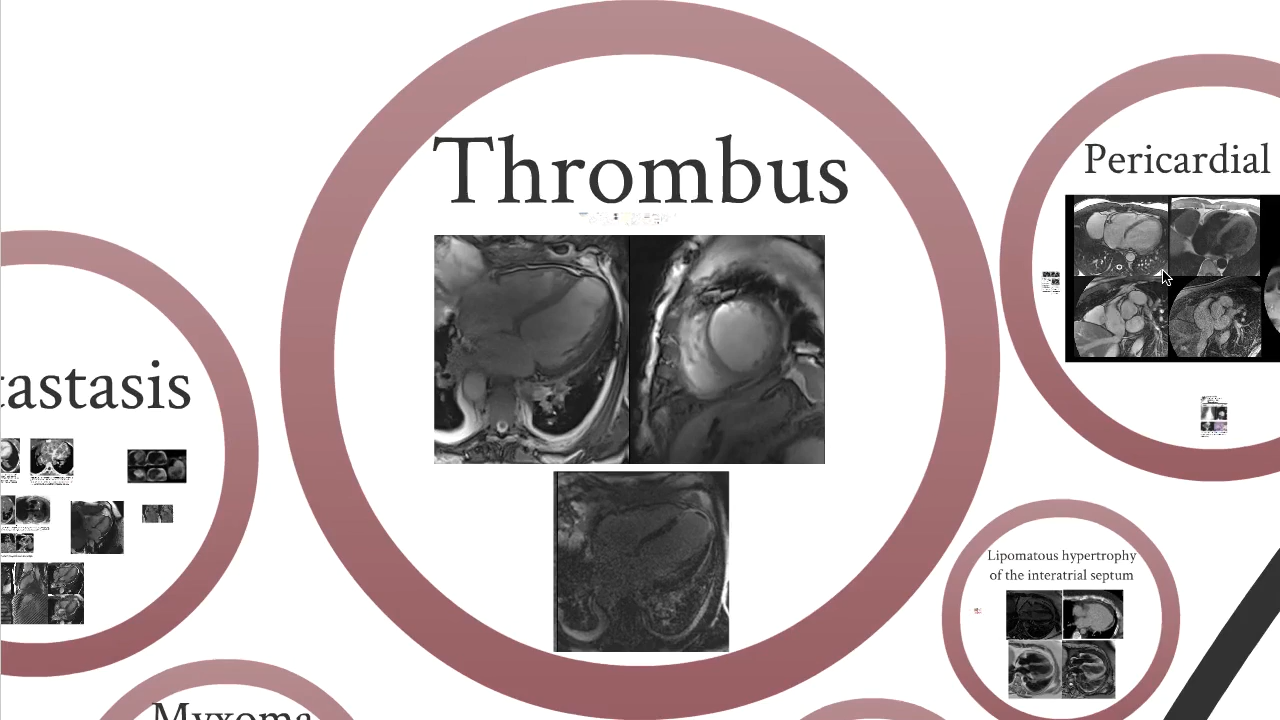 Thrombus
Pericardial
tastasis
Lipomatous hypertrophy
of the interatrial septum
Myxoma